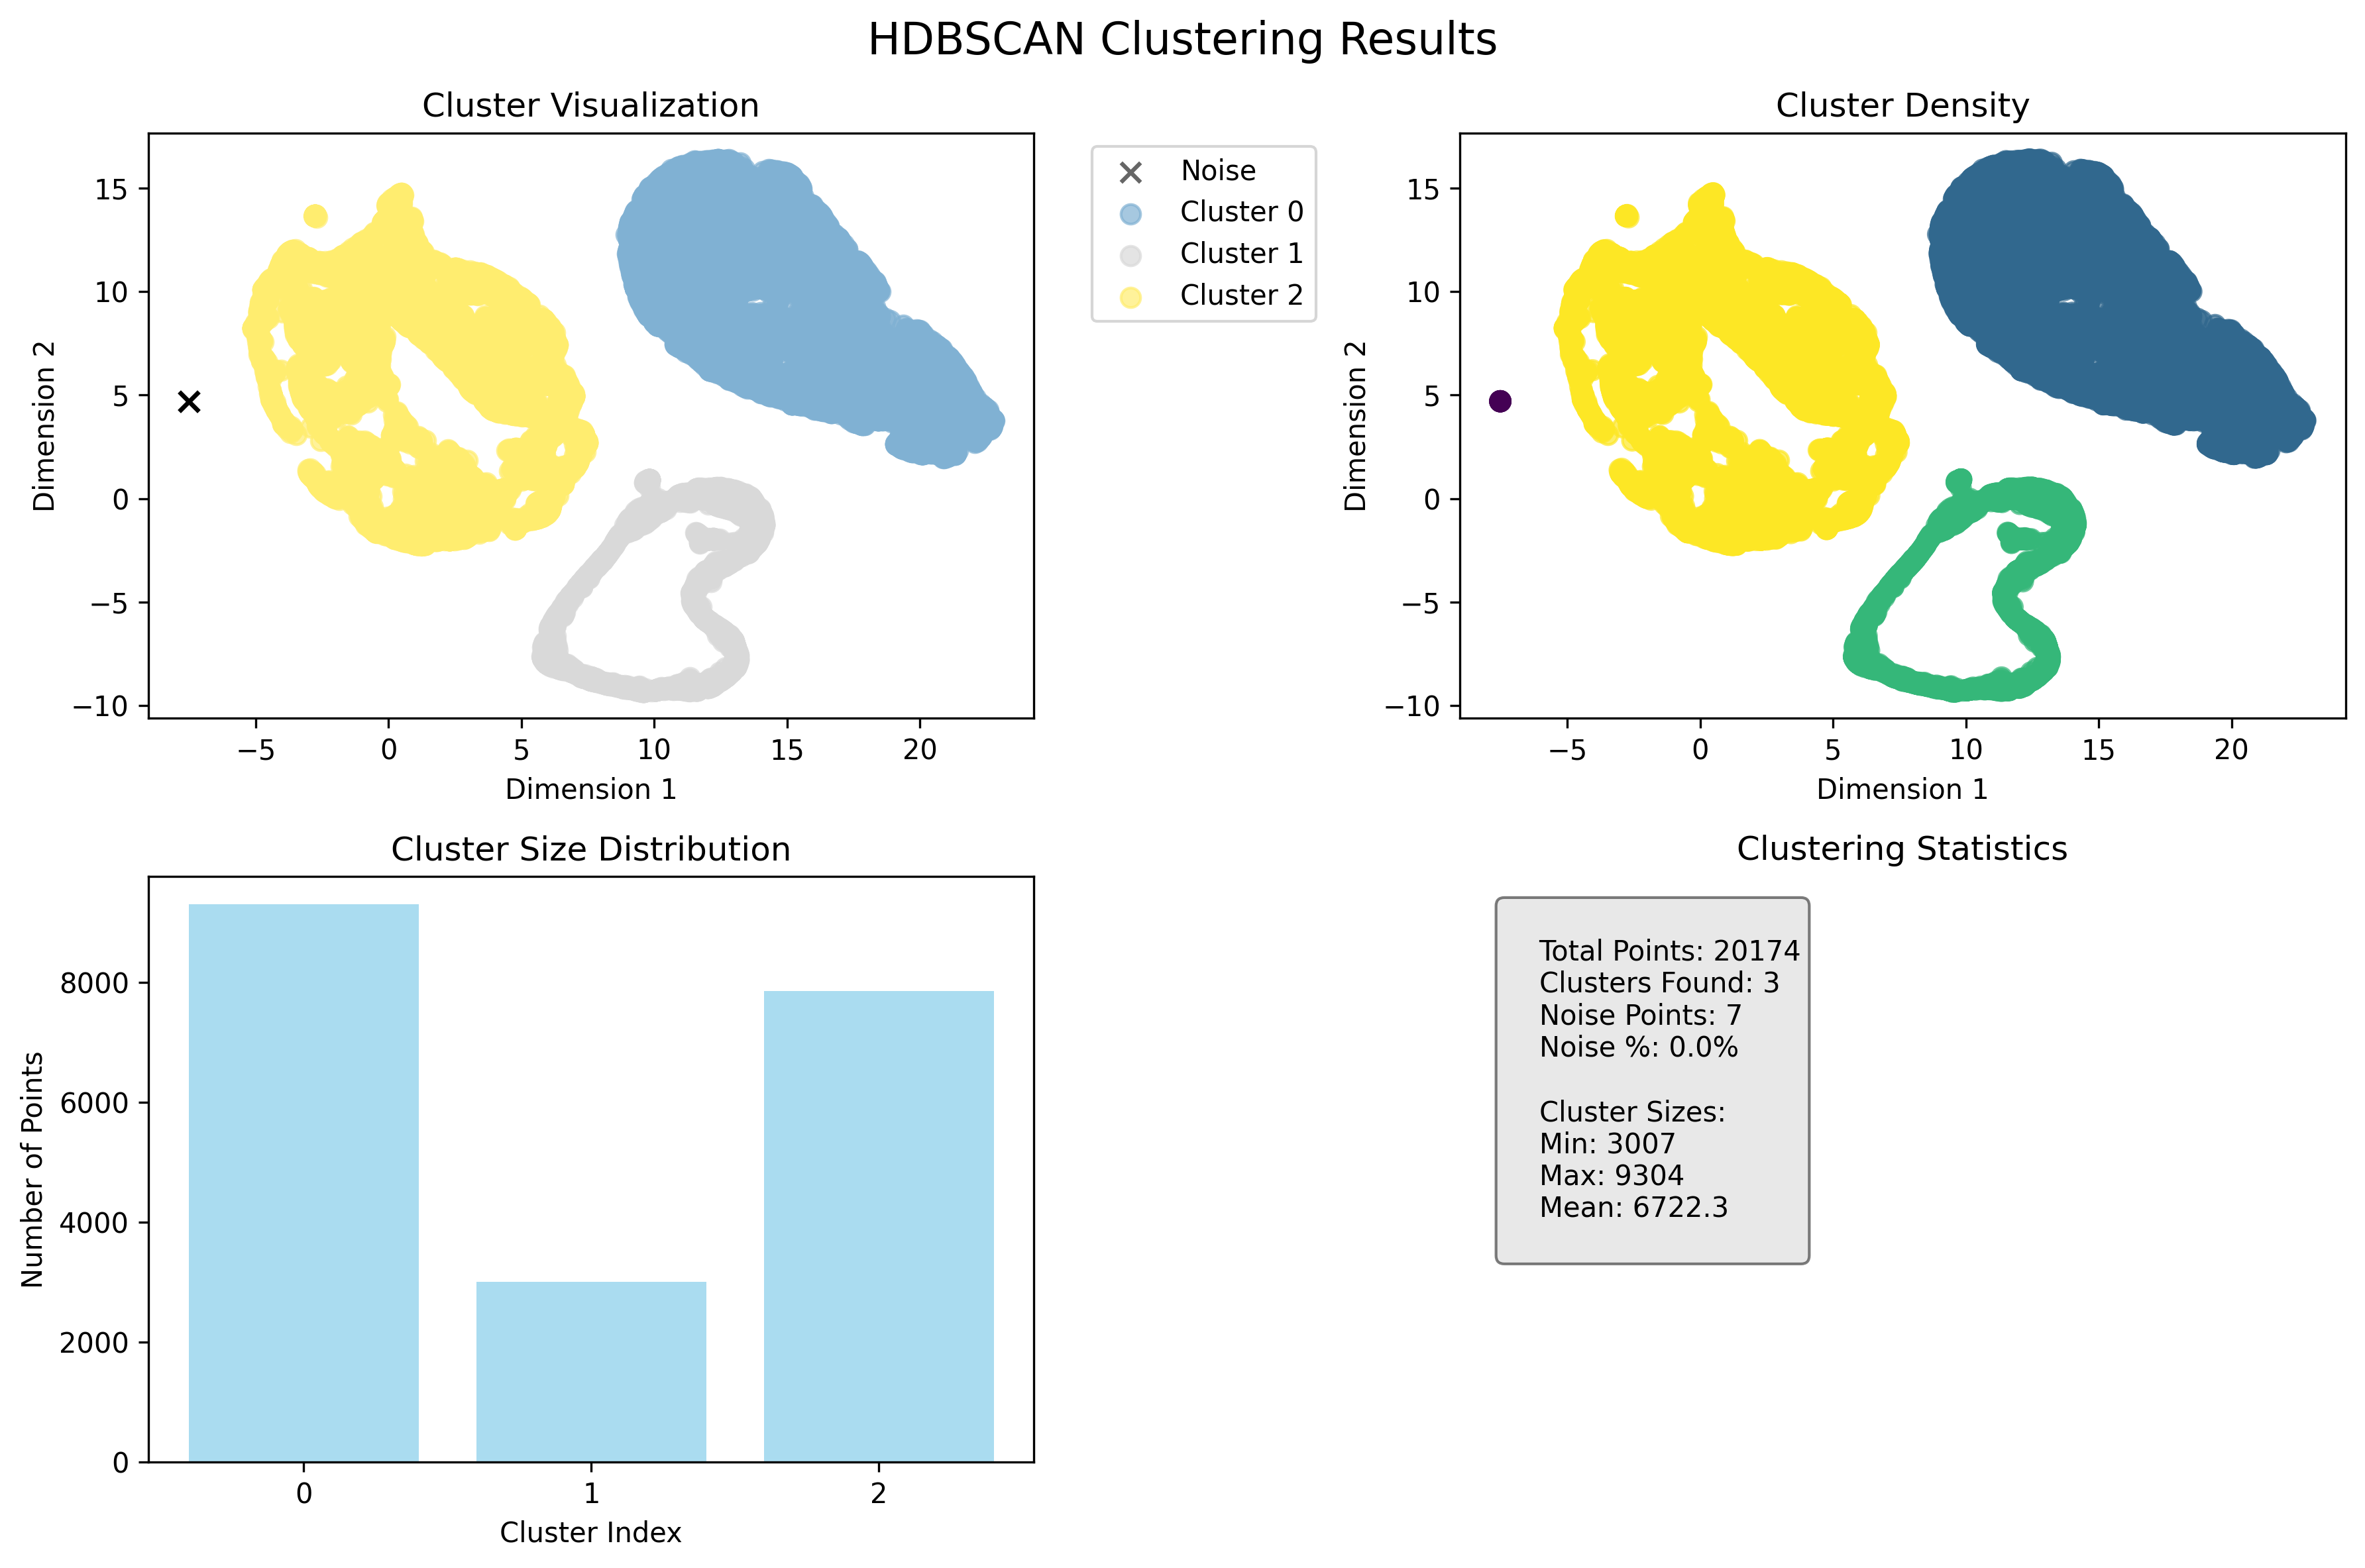 HDBSCAN Clustering Results
Cluster Visualization
15
10
5
0
−5
−10
−5
0
5
10
15
20
Dimension 2
Dimension 1
Noise
Cluster 0
Cluster 1
Cluster 2
Cluster Density
15
10
5
0
−5
−10
−5
0
5
10
15
20
Dimension 2
Dimension 1
Cluster Size Distribution
8000
6000
4000
2000
0
0
1
2
Number of Points
Cluster Index
Clustering Statistics
Total Points: 20174
Clusters Found: 3
Noise Points: 7
Noise %: 0.0%
Cluster Sizes:
Min: 3007
Max: 9304
Mean: 6722.3